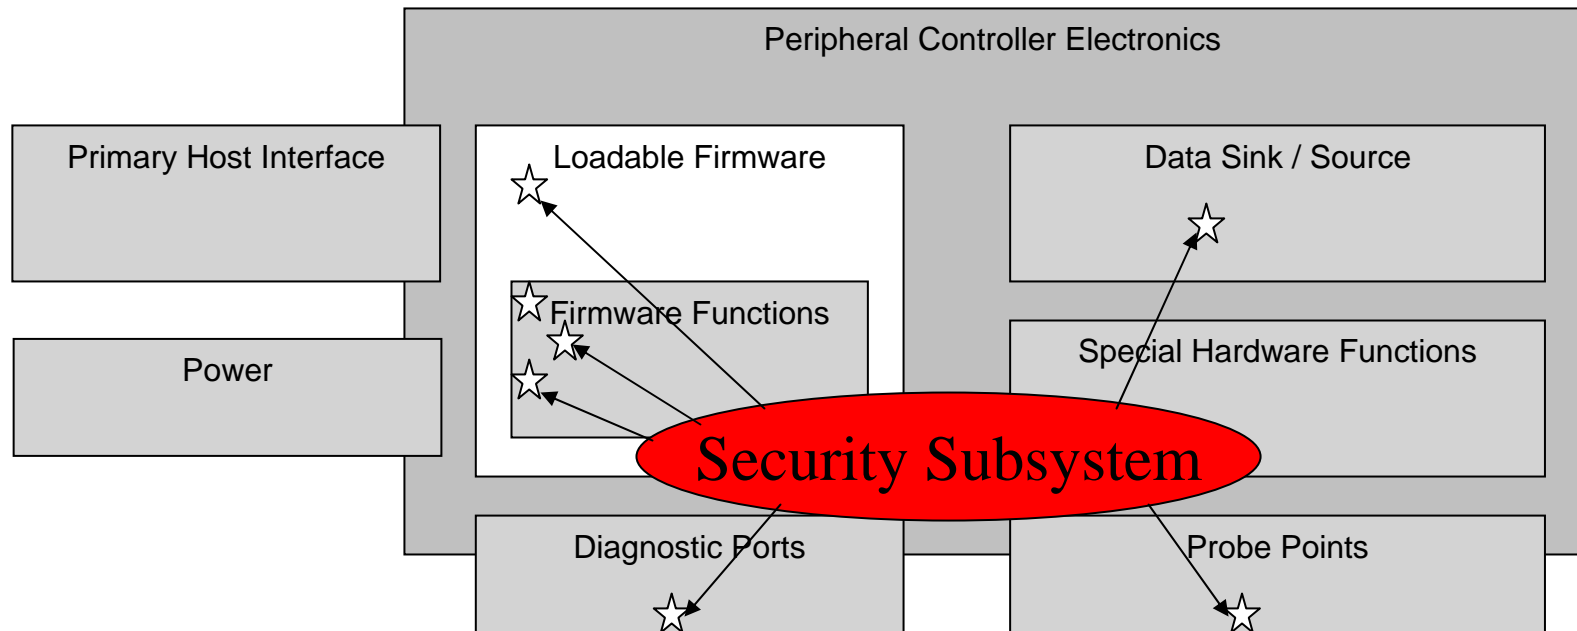 Peripheral Controller Electronics
Primary Host Interface
Loadable Firmware
Data Sink / Source
Firmware Functions
Power
Special Hardware Functions
Security Subsystem
Diagnostic Ports
Probe Points